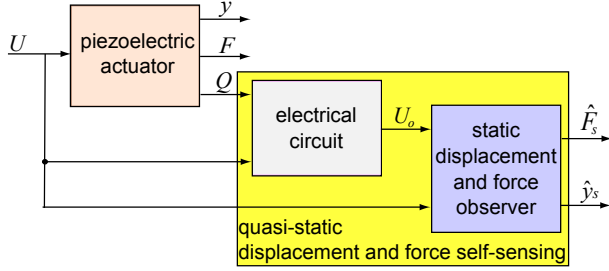 y
U
piezoelectric
actuator
F
Q
electrical
circuit
U_o
static
displacement
and force
observer
F̂_s
ŷ_s
quasi-static
displacement and force self-sensing